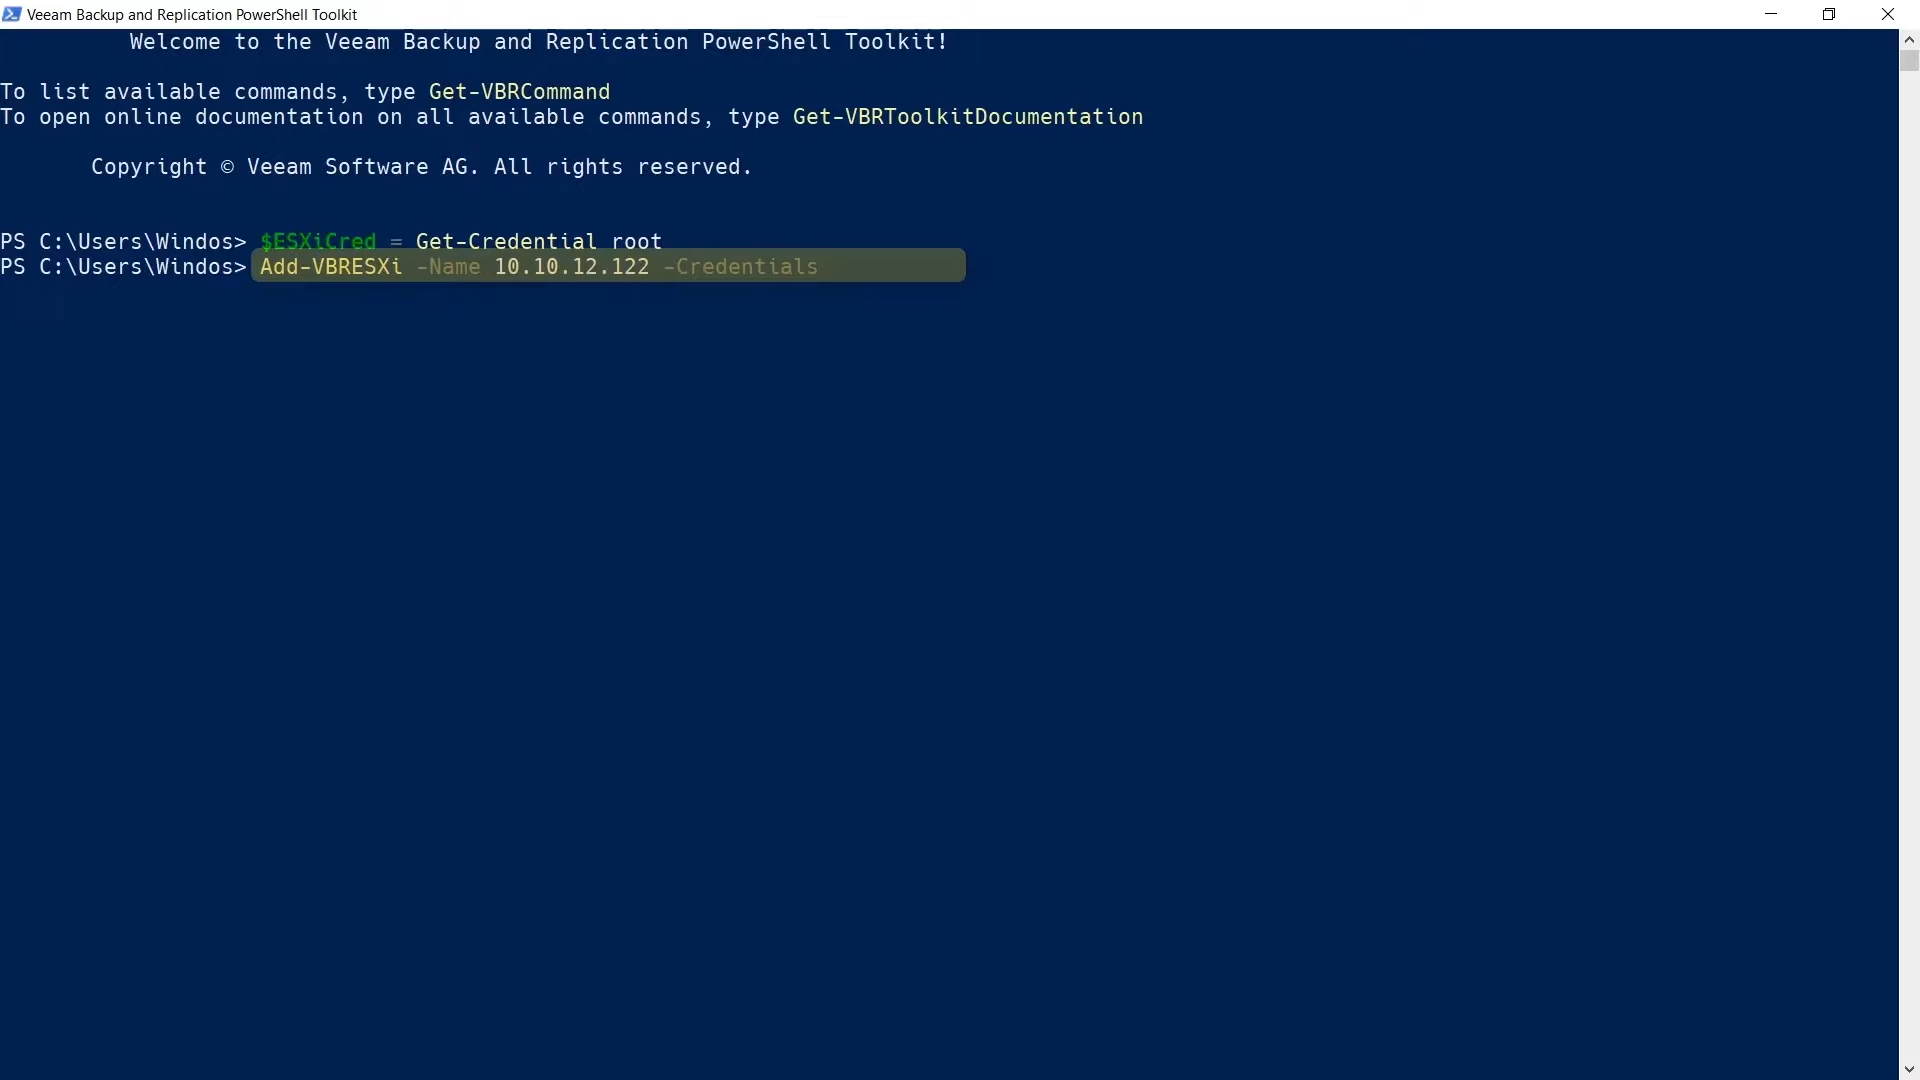 Veeam Backup and Replication PowerShell Toolkit
Welcome to the Veeam Backup and Replication PowerShell Toolkit!
To list available commands, type Get-VBRCommand
To open online documentation on all available commands, type Get-VBRToolkitDocumentation
Copyright © Veeam Software AG. All rights reserved.
PS C:\Users\Windos> $ESXiCred = Get-Credential root
PS C:\Users\Windos> Add-VBRESXi -Name 10.10.12.122 -Credentials